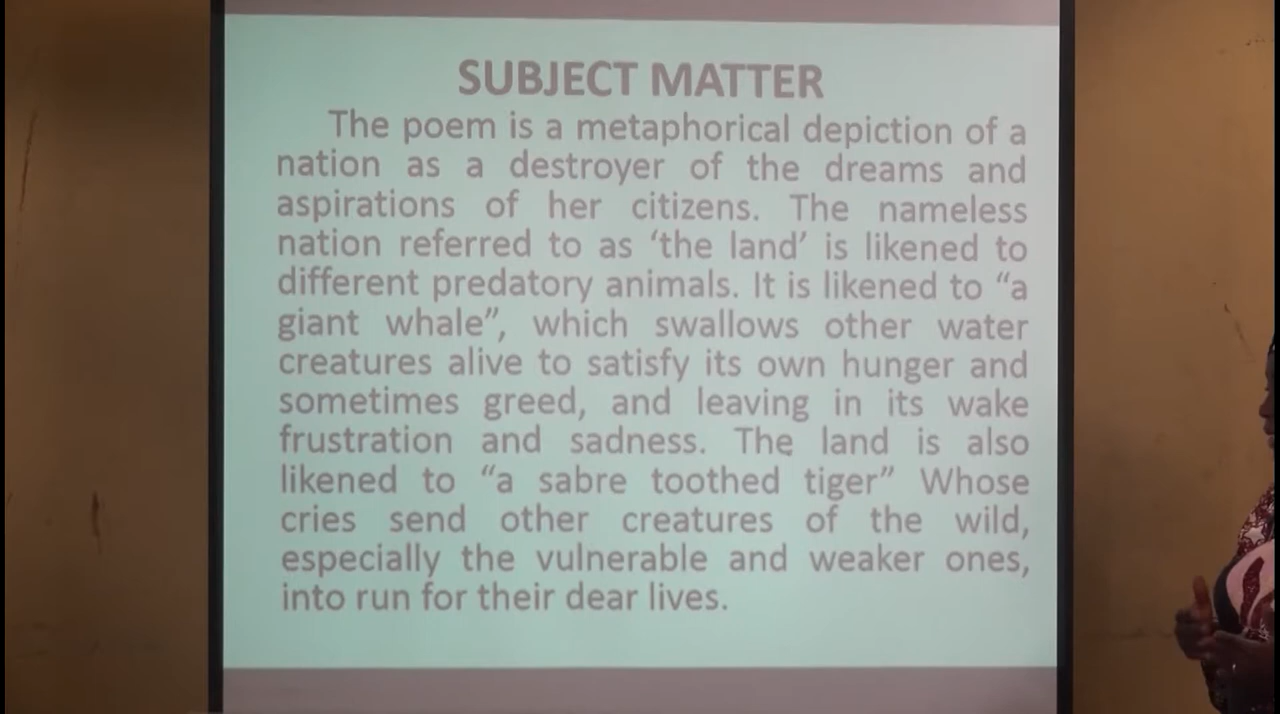 SUBJECT MATTER
The poem is a metaphorical depiction of a
nation as a destroyer of the dreams and
aspirations of her citizens. The nameless
nation referred to as ‘the land’ is likened to
different predatory animals. It is likened to “a
giant whale”, which swallows other water
creatures alive to satisfy its own hunger and
sometimes greed, and leaving in its wake
frustration and sadness. The land is also
likened to “a sabre toothed tiger” Whose
cries send other creatures of the wild,
especially the vulnerable and weaker ones,
into run for their dear lives.